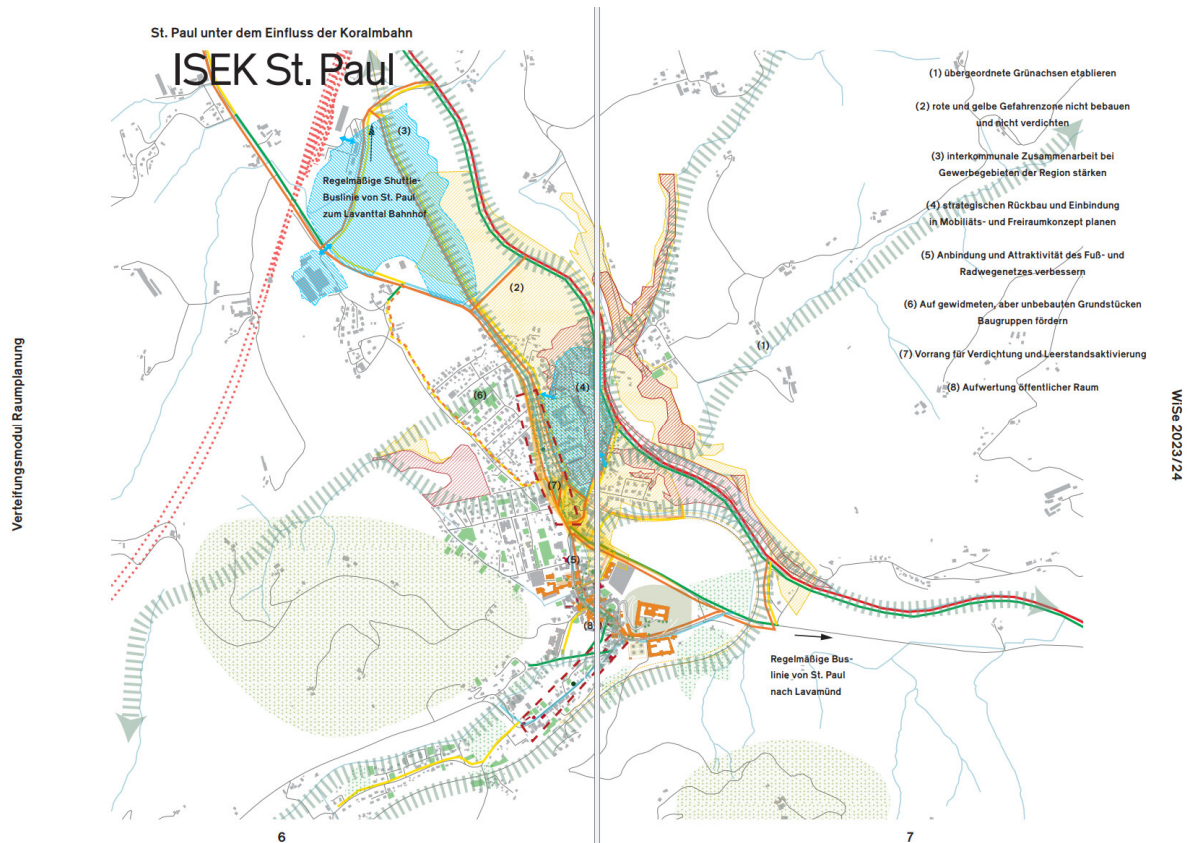 St. Paul unter dem Einfluss der Koralmbahn
ISEK St. Paul
Verteifungsmodul Raumplanung
(3)
Regelmäßige Shuttle-
Buslinie von St. Paul
zum Lavanttal Bahnhof
(2)
(4)
(6)
(7)
(5)
(8)
6
(1) übergeordnete Grünachsen etablieren
(2) rote und gelbe Gefahrenzone nicht bebauen
und nicht verdichten
(3) interkommunale Zusammenarbeit bei
Gewerbegebieten der Region stärken
(4) strategischen Rückbau und Einbindung
in Mobiliäts- und Freiraumkonzept planen
(5) Anbindung und Attraktivität des Fuß- und
Radwegenetzes verbessern
(6) Auf gewidmeten, aber unbebauten Grundstücken
Baugruppen fördern
(7) Vorrang für Verdichtung und Leerstandsaktivierung
(8) Aufwertung öffentlicher Raum
(1)
Regelmäßige Bus-
linie von St. Paul
nach Lavamünd
WiSe 2023/24
7